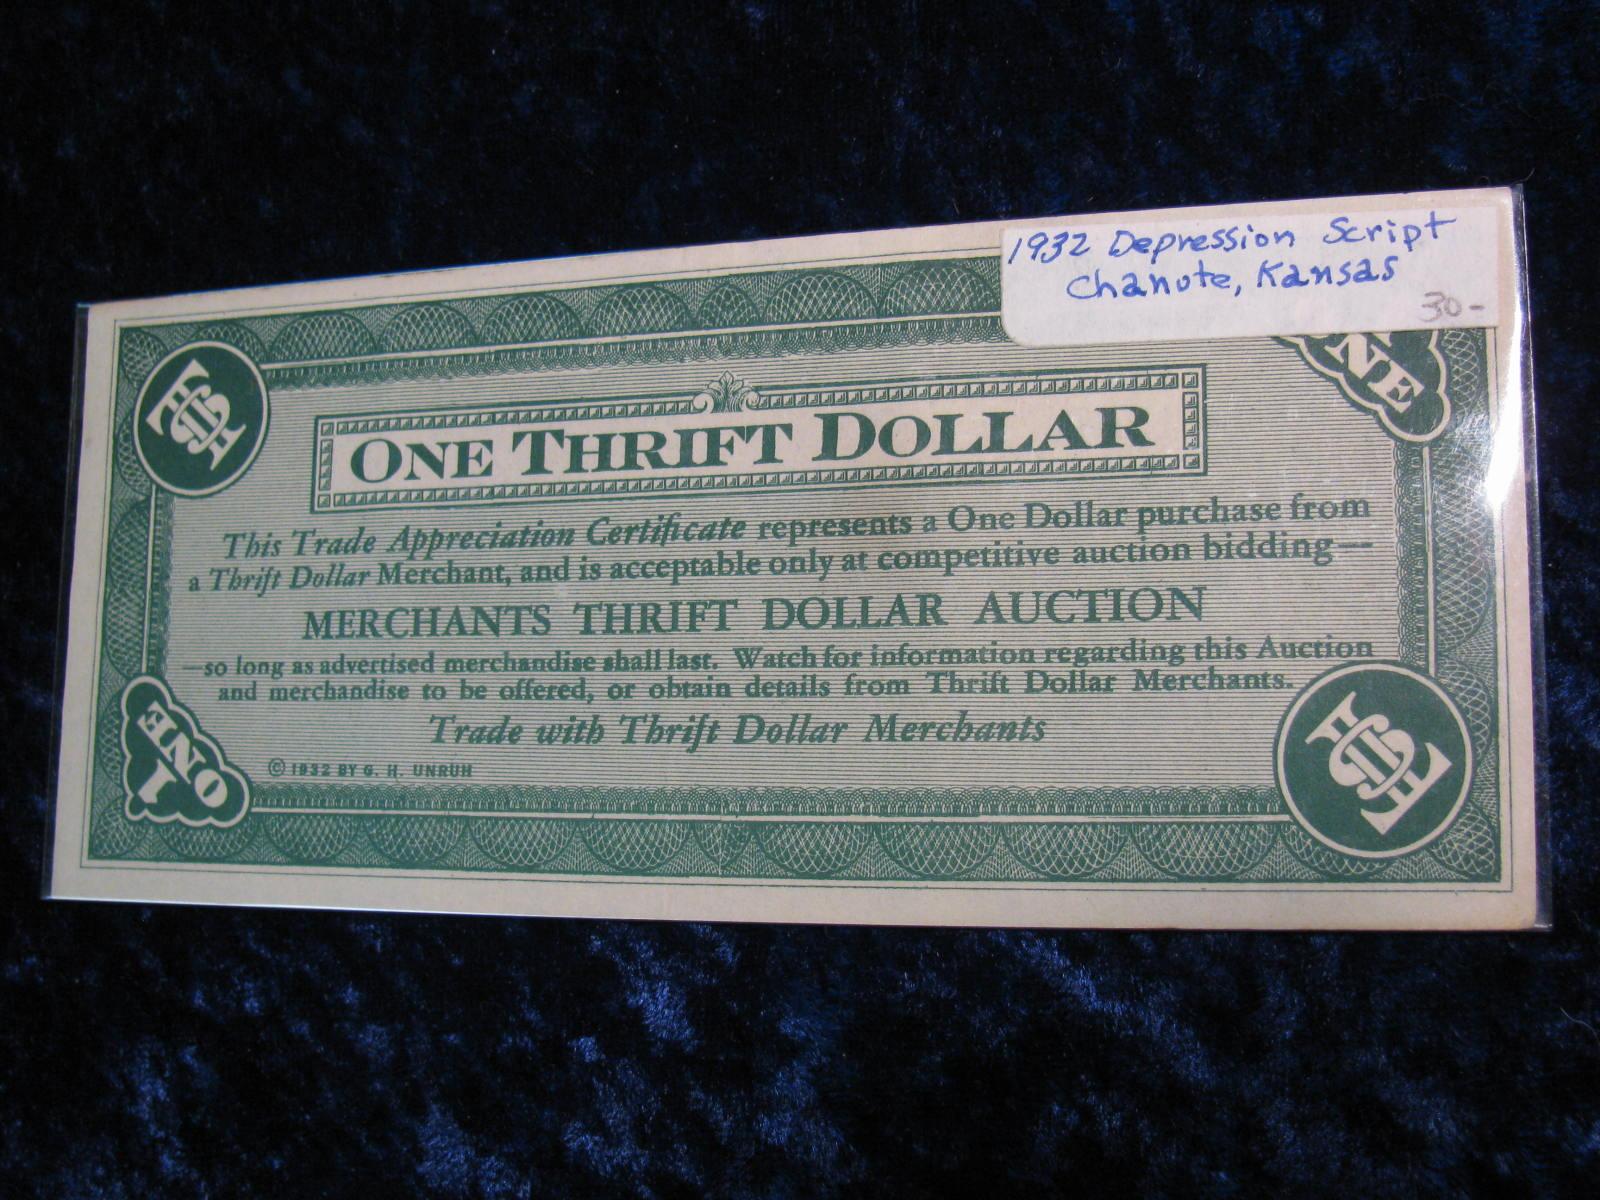 1932 Depression Script
Chanute, Kansas
30-
NE
ONE THRIFT DOLLAR
This Trade Appreciation Certificate represents a One Dollar purchase from
a Thrift Dollar Merchant, and is acceptable only at competitive auction bidding—
MERCHANTS THRIFT DOLLAR AUCTION
—so long as advertised merchandise shall last. Watch for information regarding this Auction
and merchandise to be offered, or obtain details from Thrift Dollar Merchants.
Trade with Thrift Dollar Merchants
© 1932 BY G. H. UNRUH
ONE
1